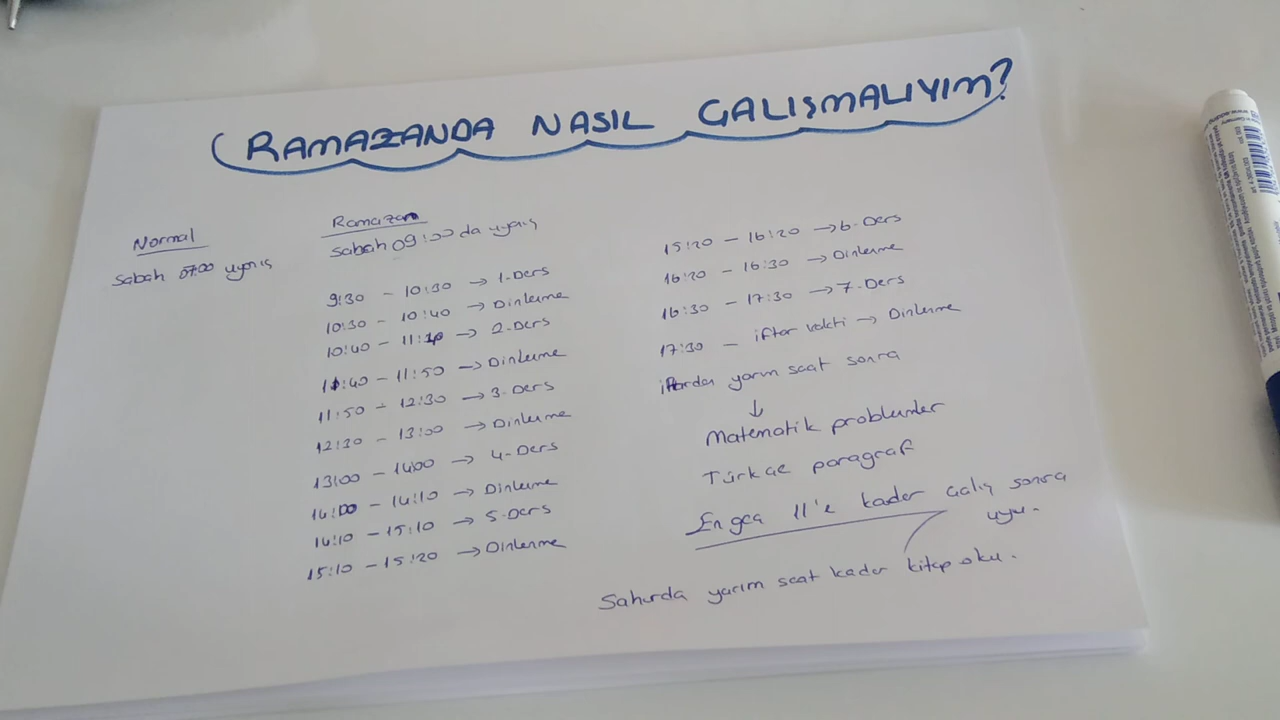 RAMAZANDA NASIL ÇALIŞMALIYIM?
Normal
Sabah 07:00 uyanış
Ramazan
Sabah 09:00 da uyanış
9:30 - 10:30 → 1.Ders
10:30 - 10:40 → Dinlenme
10:40 - 11:40 → 2.Ders
11:40 - 11:50 → Dinlenme
11:50 - 12:30 → 3.Ders
12:30 - 13:00 → Dinlenme
13:00 - 14:00 → 4.Ders
14:00 - 14:10 → Dinlenme
14:10 - 15:10 → 5.Ders
15:10 - 15:20 → Dinlenme
15:20 - 16:20 → 6.Ders
16:20 - 16:30 → Dinlenme
16:30 - 17:30 → 7.Ders
17:30 - iftar vakti → Dinlenme
iftardan yarım saat sonra
↓
Matematik problemler
Türkçe paragraf
En geç 11'e kadar çalış sonra
uyu.
Sahurda yarım saat kadar kitap oku.